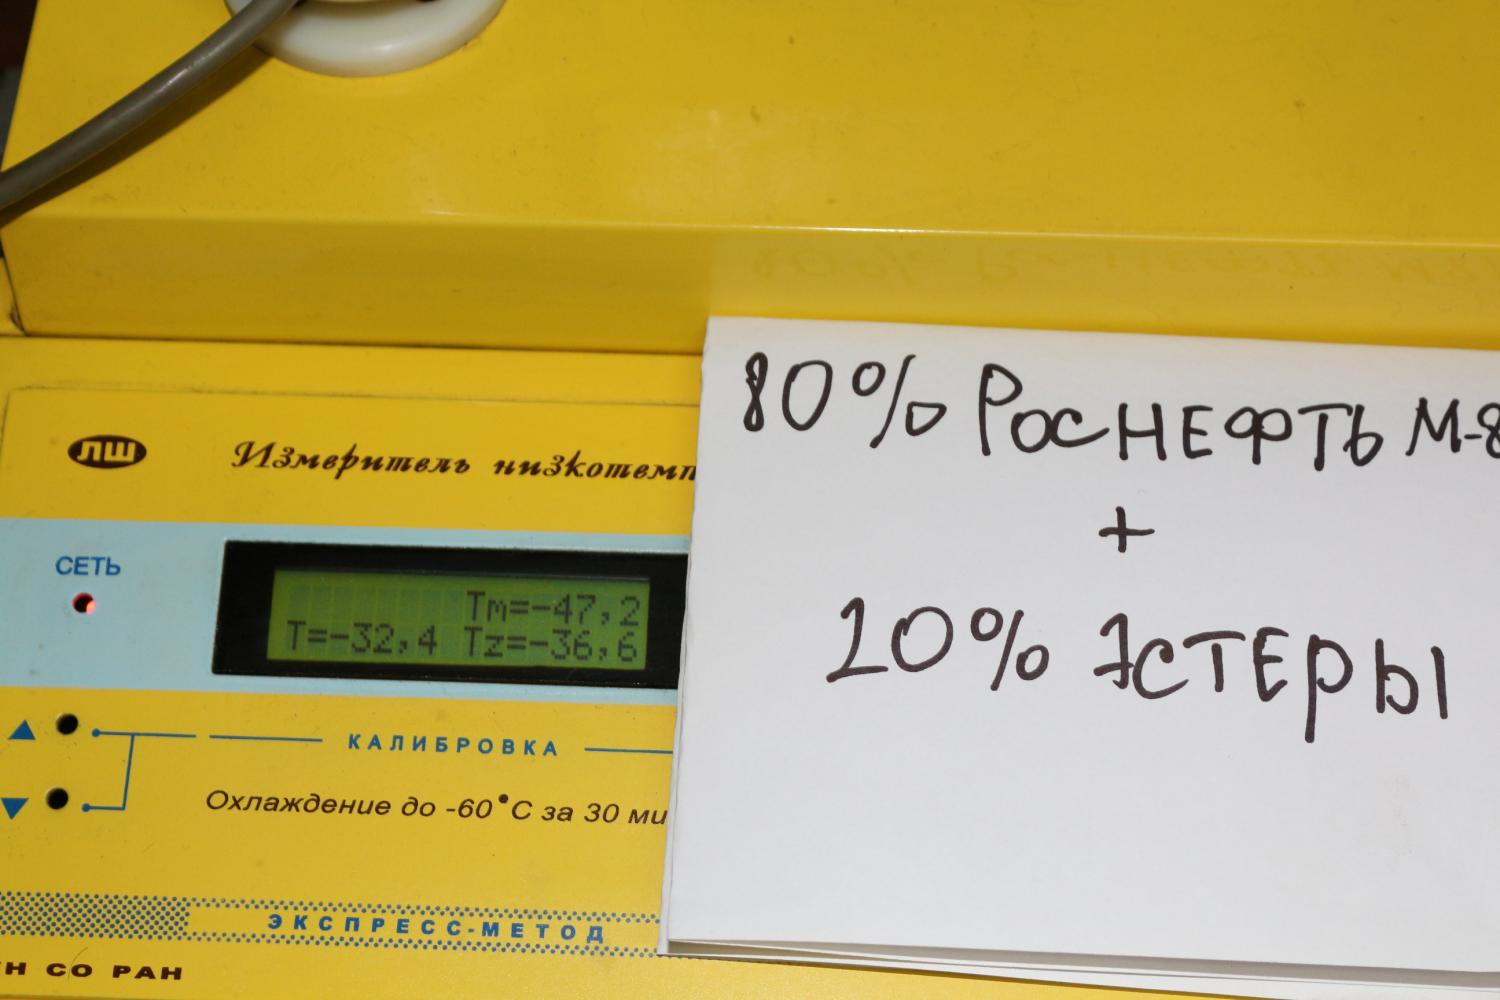 80% РОСНЕФТЬ М-8
+
20% ЭСТЕРЫ
ЛШ
Измеритель низкотемп
СЕТЬ
Tm=-47,2
T=-32,4 Tz=-36,6
КАЛИБРОВКА
Охлаждение до -60°С за 30 ми
ЭКСПРЕСС-МЕТОД
Н СО РАН